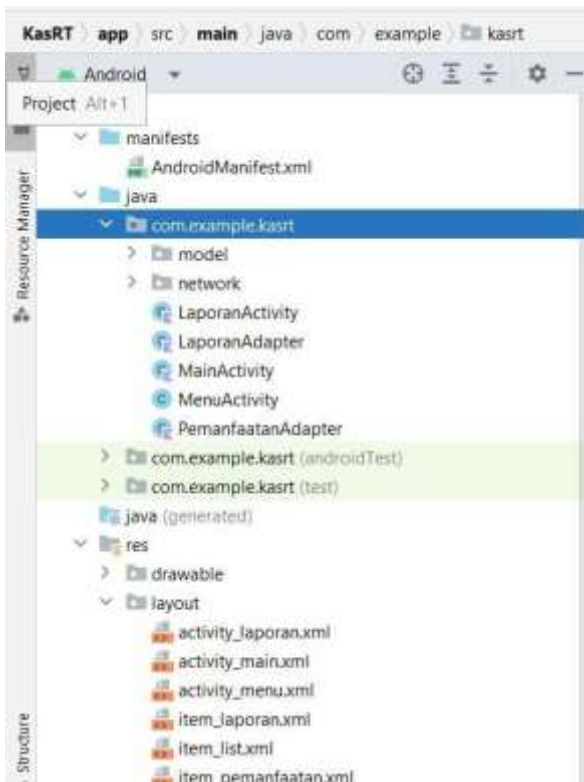 KasRT app src main java com example kasrt
Android
Project Alt+1
manifests
AndroidManifest.xml
java
com.example.kasrt
model
network
LaporanActivity
LaporanAdapter
MainActivity
MenuActivity
PemanfaatanAdapter
com.example.kasrt (androidTest)
com.example.kasrt (test)
java (generated)
res
drawable
layout
activity_laporan.xml
activity_main.xml
activity_menu.xml
item_laporan.xml
item_list.xml
item_pemanfaatan.xml
Resource Manager
Structure